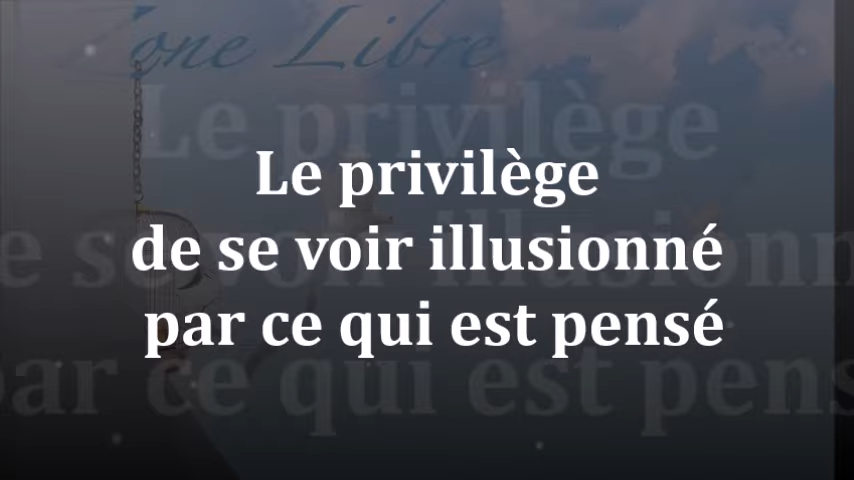 Zone Libre
Le privilège
de se voir illusionné
par ce qui est pensé